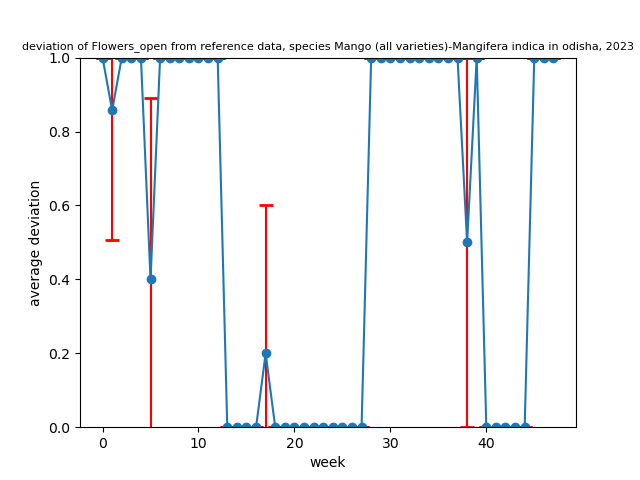 deviation of Flowers_open from reference data, species Mango (all varieties)-Mangifera indica in odisha, 2023
1.0
0.8
0.6
0.4
0.2
0.0
average deviation
0 10 20 30 40
week